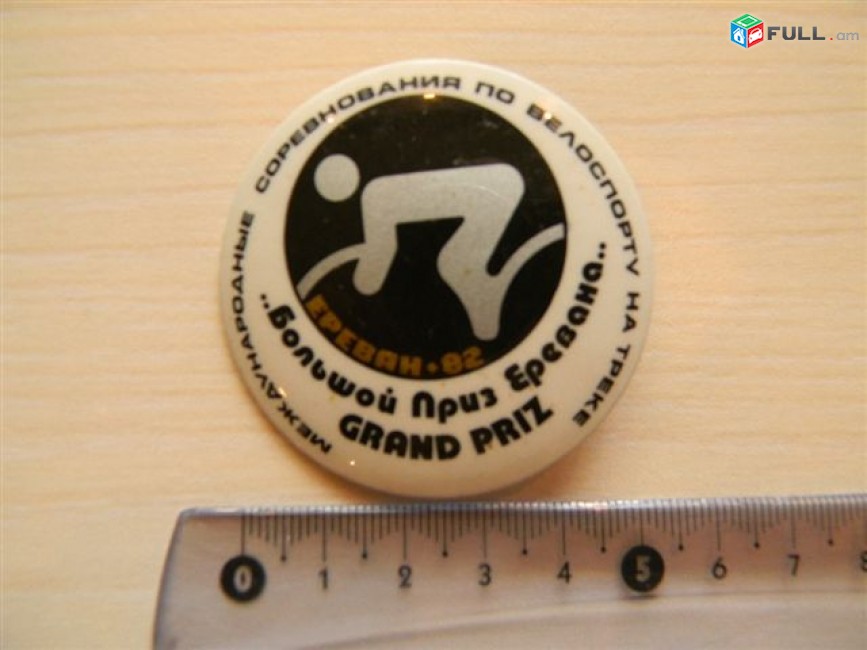 FULL.am
МЕЖДУНАРОДНЫЕ СОРЕВНОВАНИЯ ПО ВЕЛОСПОРТУ НА ТРЕКЕ
ЕРЕВАН • 82
„Большой Приз Еревана"
GRAND PRIZ
0 1 2 3 4 5 6 7 8